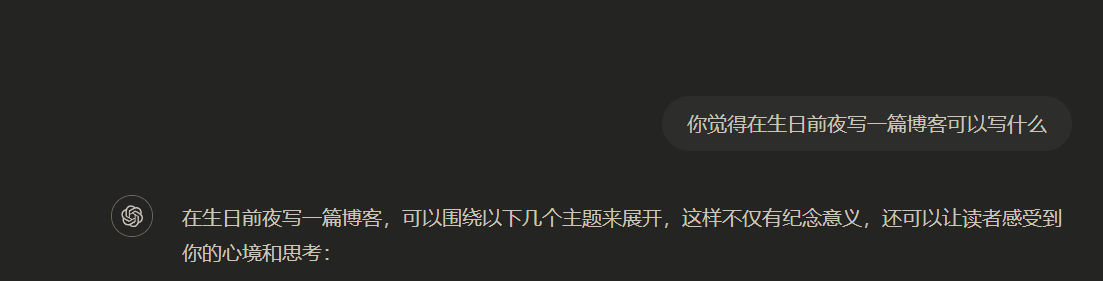 你觉得在生日前夜写一篇博客可以写什么
在生日前夜写一篇博客，可以围绕以下几个主题来展开，这样不仅有纪念意义，还可以让读者感受到
你的心境和思考：